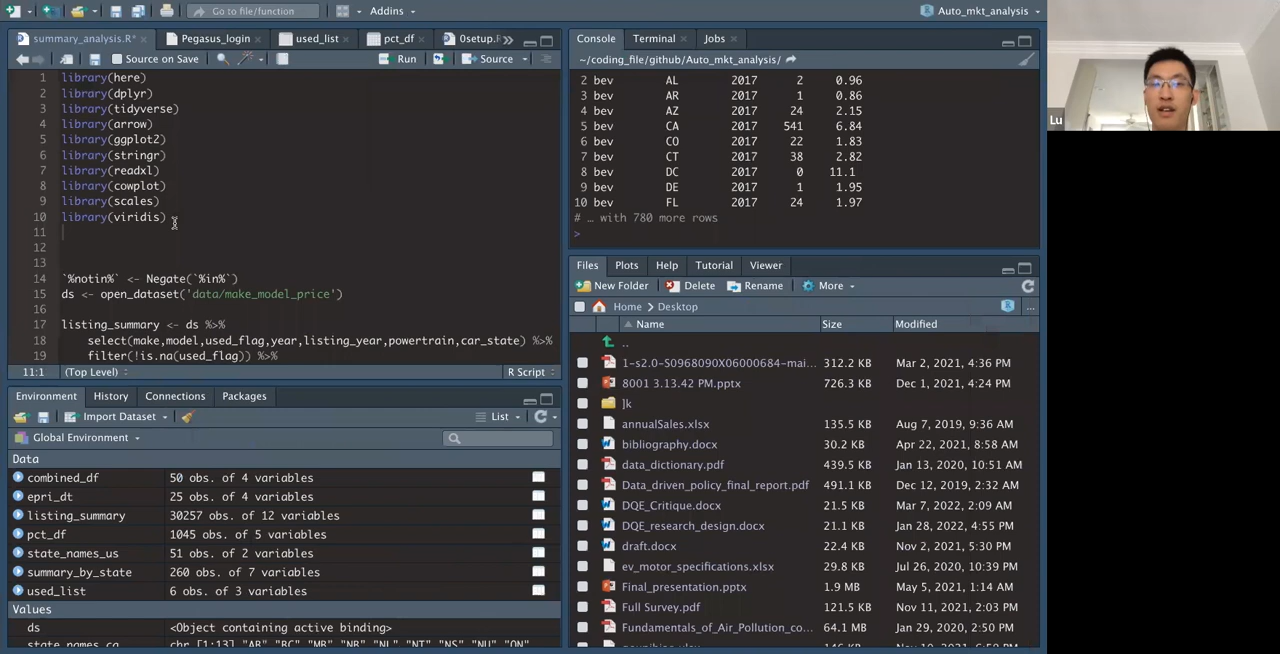 Go to file/function
Addins
Auto_mkt_analysis
summary_analysis.R*
Pegasus_login
used_list
pct_df
0setup.R
Source on Save
Run
Source
1 library(here)
2 library(dplyr)
3 library(tidyverse)
4 library(arrow)
5 library(ggplot2)
6 library(stringr)
7 library(readxl)
8 library(cowplot)
9 library(scales)
10 library(viridis)
11
12
13
14 `%notin%` <- Negate(`%in%`)
15 ds <- open_dataset('data/make_model_price')
16
17 listing_summary <- ds %>%
18 select(make,model,used_flag,year,listing_year,powertrain,car_state) %>%
19 filter(!is.na(used_flag)) %>%
11:1 (Top Level) R Script
Environment History Connections Packages
Import Dataset List
Global Environment
Data
combined_df 50 obs. of 4 variables
epri_dt 25 obs. of 4 variables
listing_summary 30257 obs. of 12 variables
pct_df 1045 obs. of 5 variables
state_names_us 51 obs. of 2 variables
summary_by_state 260 obs. of 7 variables
used_list 6 obs. of 3 variables
Values
ds <Object containing active binding>
state_names_ca chr [1:13] "AB" "BC" "MB" "NB" "NL" "NT" "NS" "NU" "ON"
Console Terminal Jobs
~/coding_file/github/Auto_mkt_analysis/
2 bev AL 2017 2 0.96
3 bev AR 2017 1 0.86
4 bev AZ 2017 24 2.15
5 bev CA 2017 541 6.84
6 bev CO 2017 22 1.83
7 bev CT 2017 38 2.82
8 bev DC 2017 0 11.1
9 bev DE 2017 1 1.95
10 bev FL 2017 24 1.97
# … with 780 more rows
>
Files Plots Help Tutorial Viewer
New Folder Delete Rename More
Home Desktop
Name Size Modified
..
1-s2.0-S0968090X06000684-mai... 312.2 KB Mar 2, 2021, 4:36 PM
8001 3.13.42 PM.pptx 726.3 KB Dec 1, 2021, 4:24 PM
]k
annualSales.xlsx 135.5 KB Aug 7, 2019, 9:36 AM
bibliography.docx 30.2 KB Apr 22, 2021, 8:58 AM
data_dictionary.pdf 439.5 KB Jan 13, 2020, 10:51 AM
Data_driven_policy_final_report.pdf 491.1 KB Dec 12, 2019, 2:32 AM
DQE_Critique.docx 21.5 KB Mar 7, 2022, 2:09 AM
DQE_research_design.docx 21.1 KB Jan 28, 2022, 4:55 PM
draft.docx 22.4 KB Nov 2, 2021, 5:30 PM
ev_motor_specifications.xlsx 29.8 KB Jul 26, 2020, 10:39 PM
Final_presentation.pptx 1.9 MB May 5, 2021, 1:14 AM
Full Survey.pdf 121.5 KB Nov 11, 2021, 2:03 PM
Fundamentals_of_Air_Pollution_co... 64.1 MB Jan 29, 2020, 2:50 PM
Lu